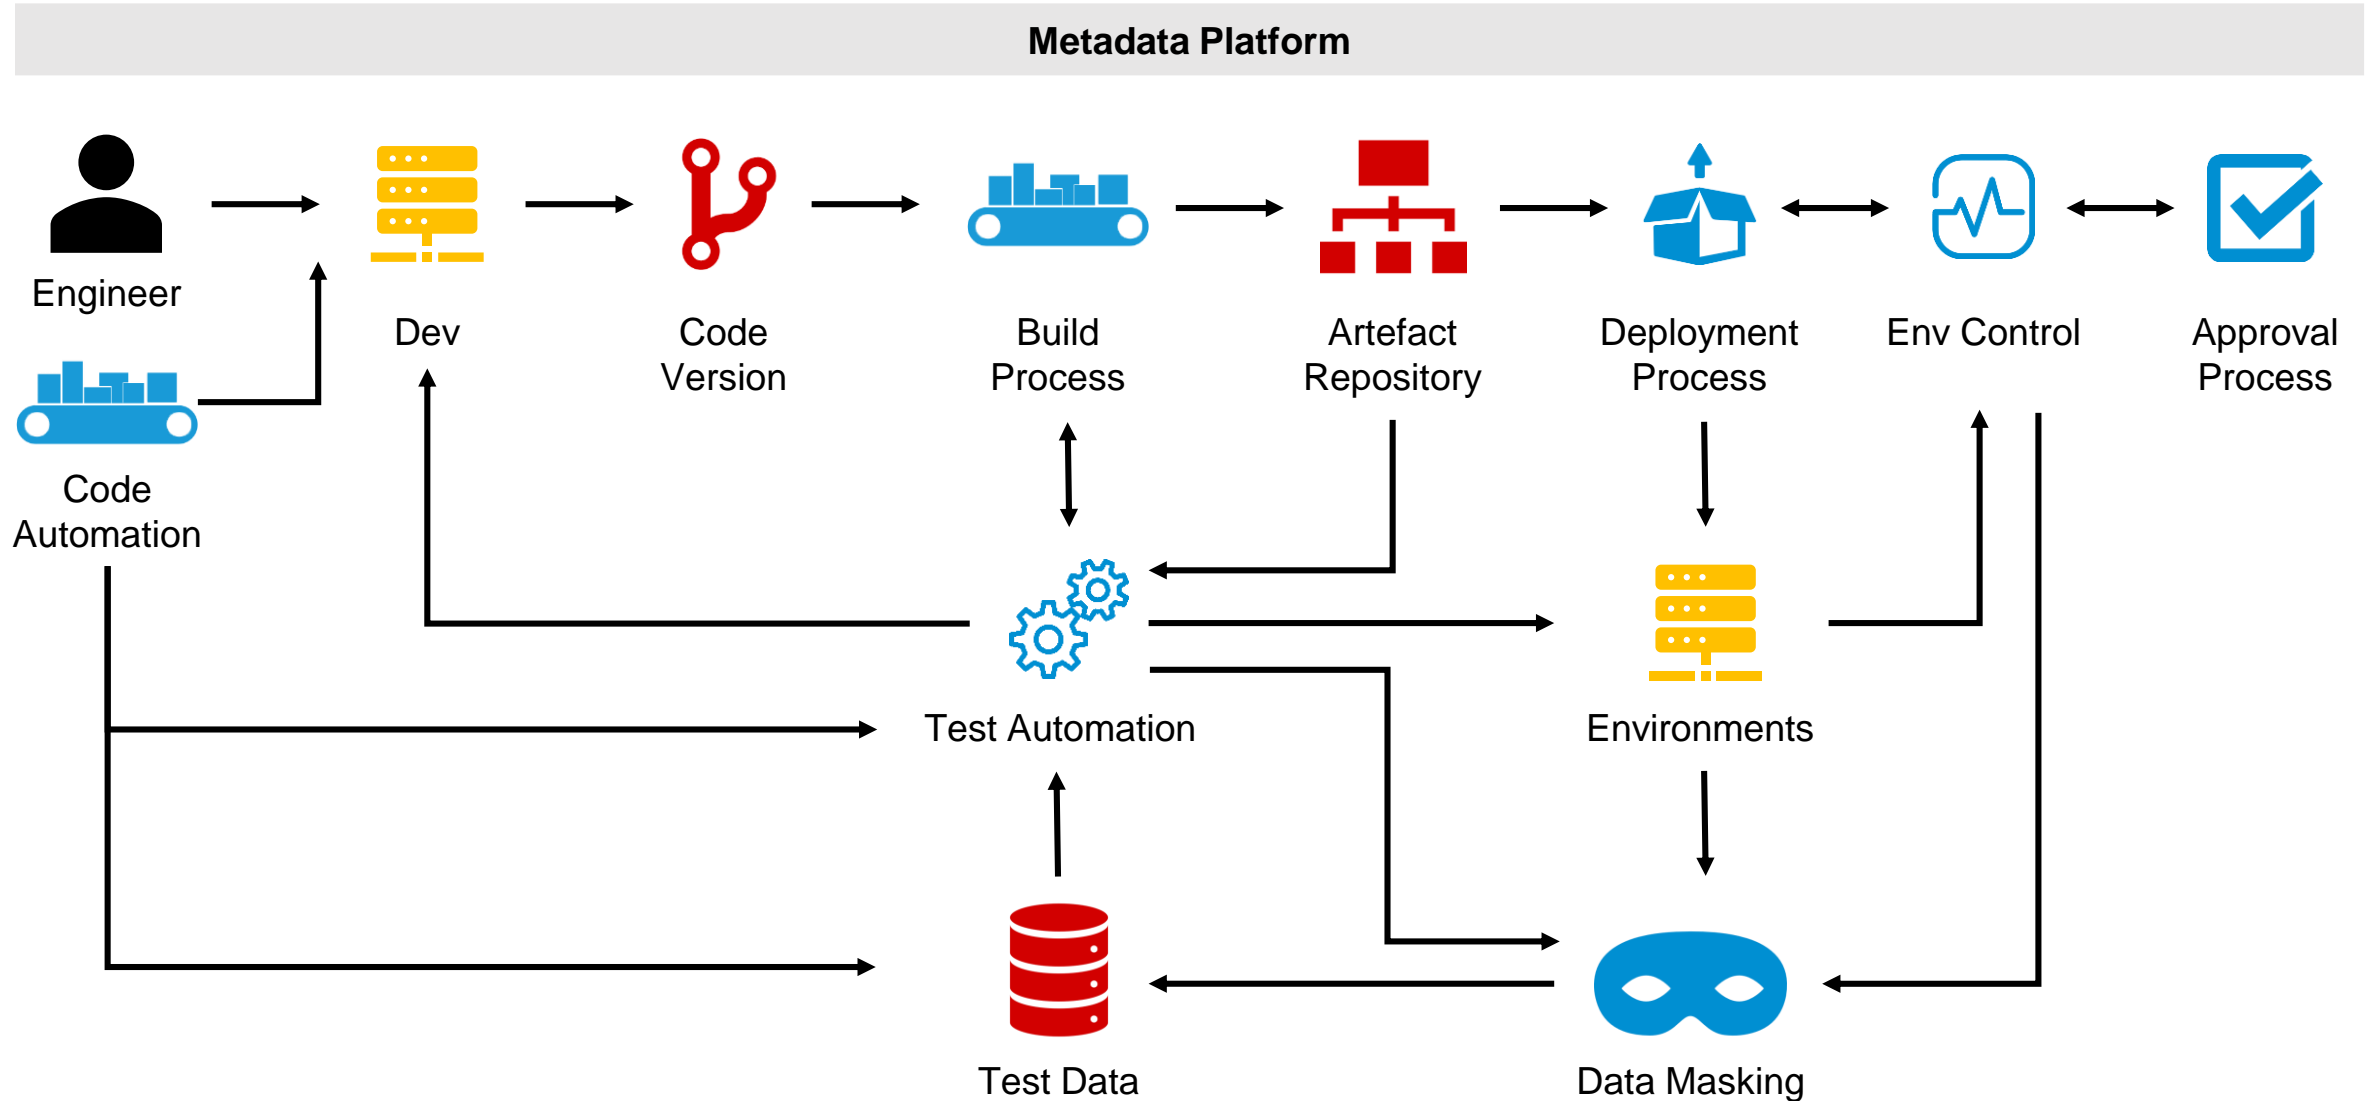 Metadata Platform
Engineer
Dev
Code
Version
Build
Process
Artefact
Repository
Deployment
Process
Env Control
Approval
Process
Code
Automation
Test Automation
Environments
Test Data
Data Masking